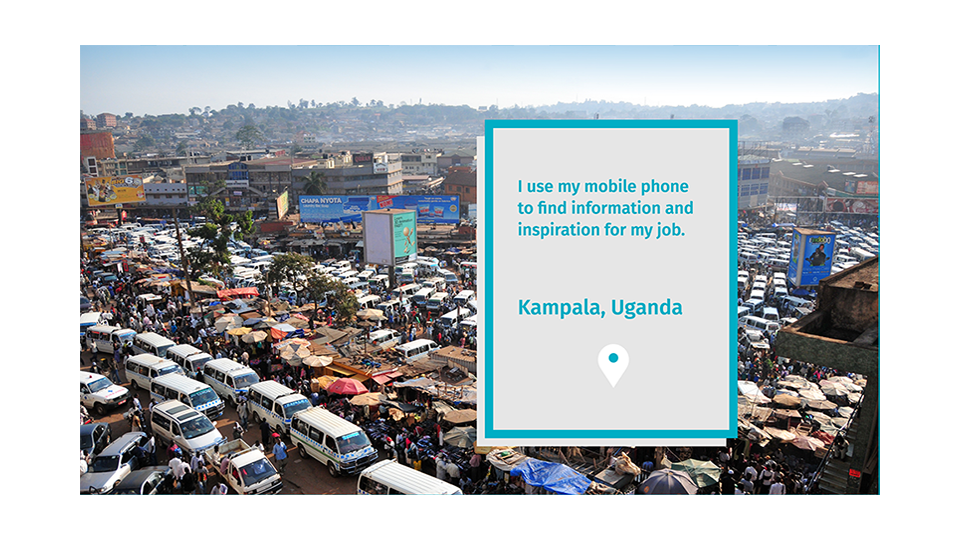 CHAPA NYOTA
I use my mobile phone
to find information and
inspiration for my job.
Kampala, Uganda